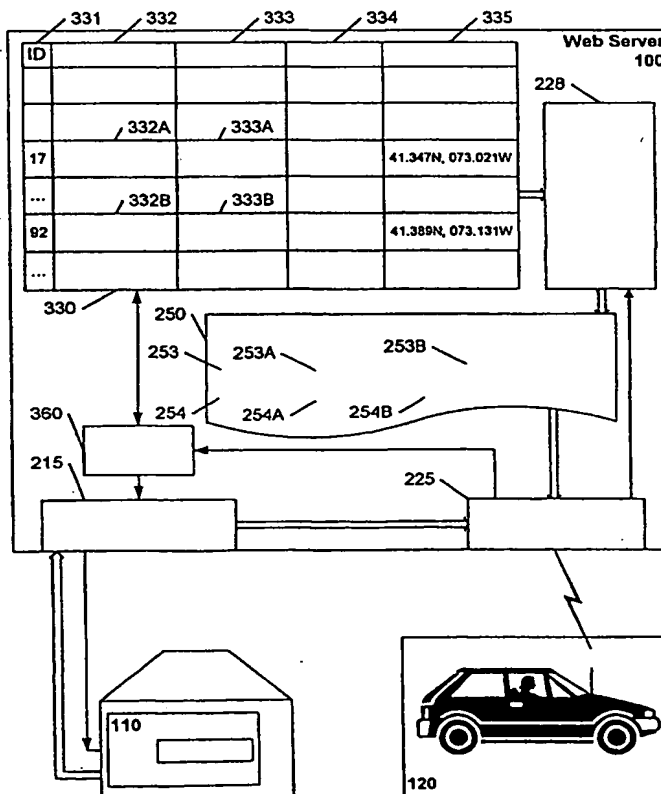 331 332 333 334 335
ID
Web Server
100
228
332A 333A
17 41.347N, 073.021W
...
332B 333B
92 41.389N, 073.131W
...
330
250
253 253A 253B
254 254A 254B
360
215 225
110
120